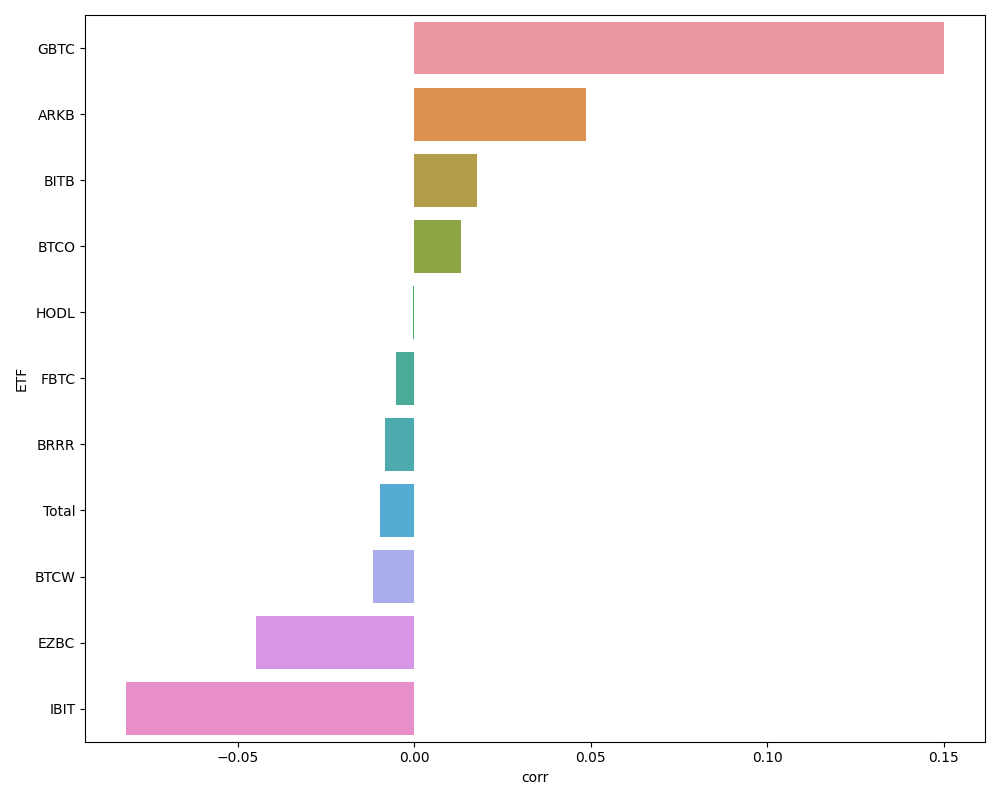 GBTC
ARKB
BITB
BTCO
HODL
FBTC
BRRR
Total
BTCW
EZBC
IBIT
ETF
−0.05 0.00 0.05 0.10 0.15
corr